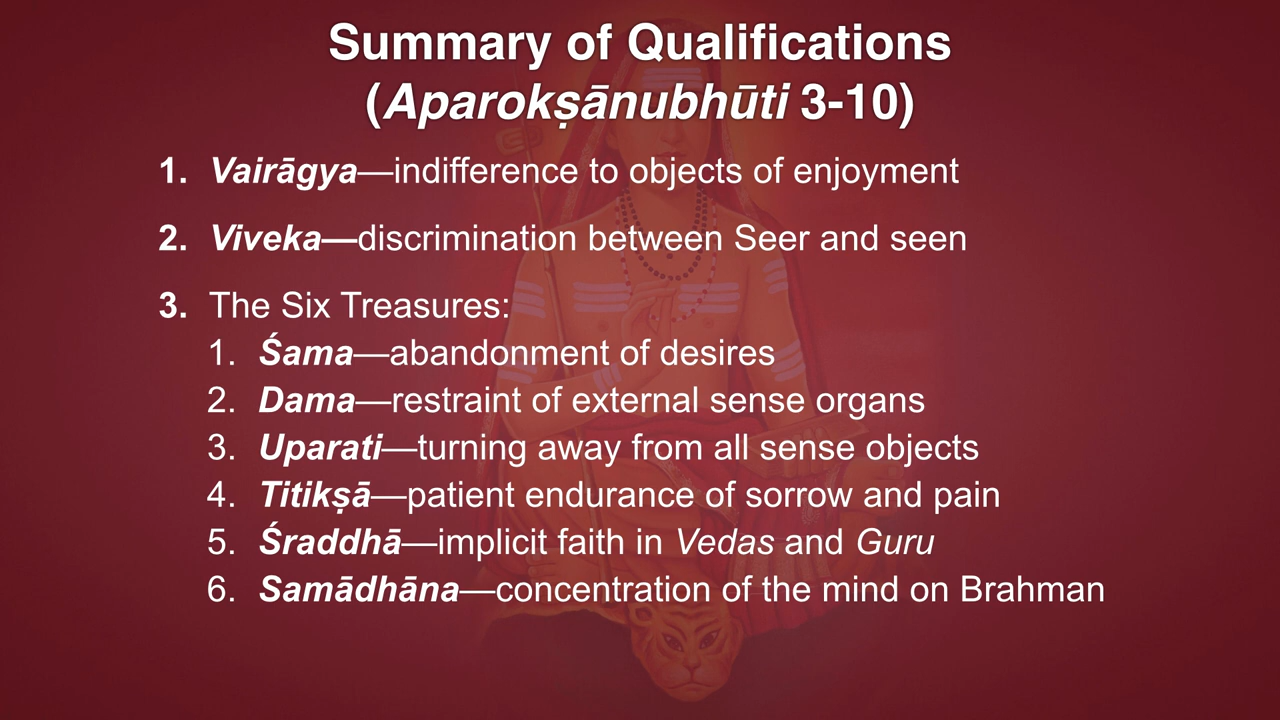 Summary of Qualifications
(Aparokṣānubhūti 3-10)
1. Vairāgya—indifference to objects of enjoyment
2. Viveka—discrimination between Seer and seen
3. The Six Treasures:
1. Śama—abandonment of desires
2. Dama—restraint of external sense organs
3. Uparati—turning away from all sense objects
4. Titikṣā—patient endurance of sorrow and pain
5. Śraddhā—implicit faith in Vedas and Guru
6. Samādhāna—concentration of the mind on Brahman